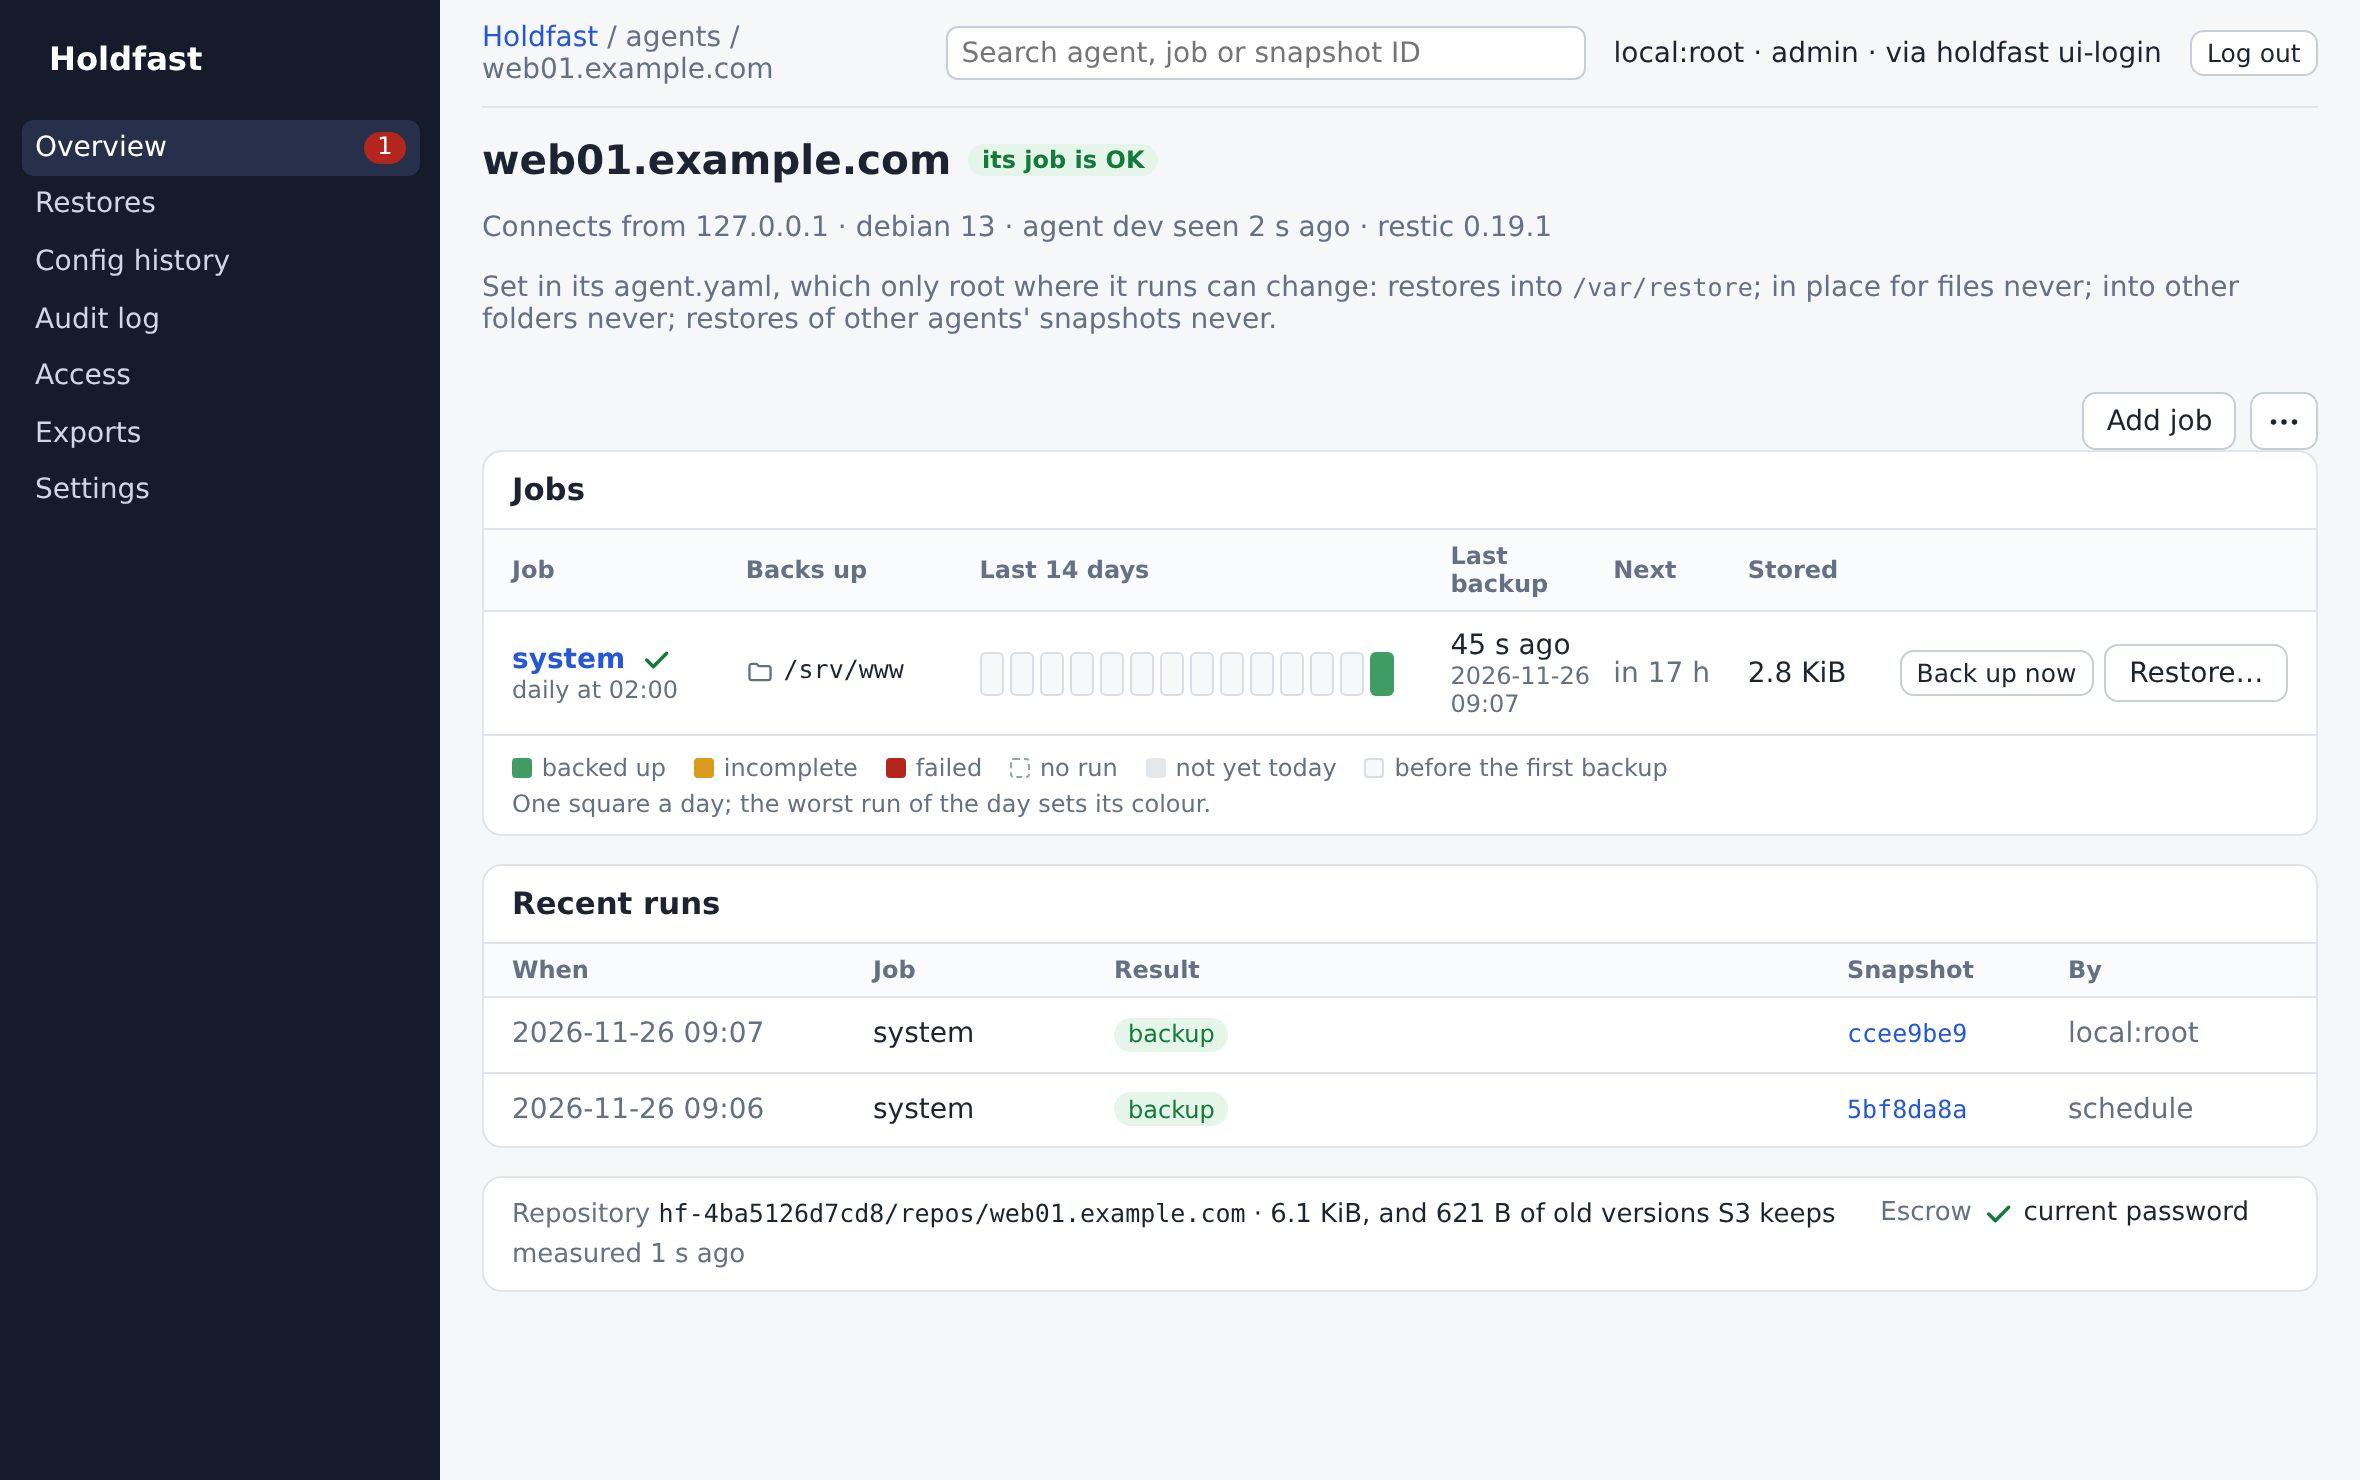 Holdfast
Overview 1
Restores
Config history
Audit log
Access
Exports
Settings
Holdfast / agents /
web01.example.com
Search agent, job or snapshot ID
local:root · admin · via holdfast ui-login
Log out
web01.example.com its job is OK
Connects from 127.0.0.1 · debian 13 · agent dev seen 2 s ago · restic 0.19.1
Set in its agent.yaml, which only root where it runs can change: restores into /var/restore; in place for files never; into other
folders never; restores of other agents' snapshots never.
Add job ···
Jobs
Job Backs up Last 14 days Last backup Next Stored
system
daily at 02:00
/srv/www
45 s ago
2026-11-26
09:07
in 17 h
2.8 KiB
Back up now
Restore…
backed up incomplete failed no run not yet today before the first backup
One square a day; the worst run of the day sets its colour.
Recent runs
When Job Result Snapshot By
2026-11-26 09:07 system backup ccee9be9 local:root
2026-11-26 09:06 system backup 5bf8da8a schedule
Repository hf-4ba5126d7cd8/repos/web01.example.com · 6.1 KiB, and 621 B of old versions S3 keeps
measured 1 s ago
Escrow current password